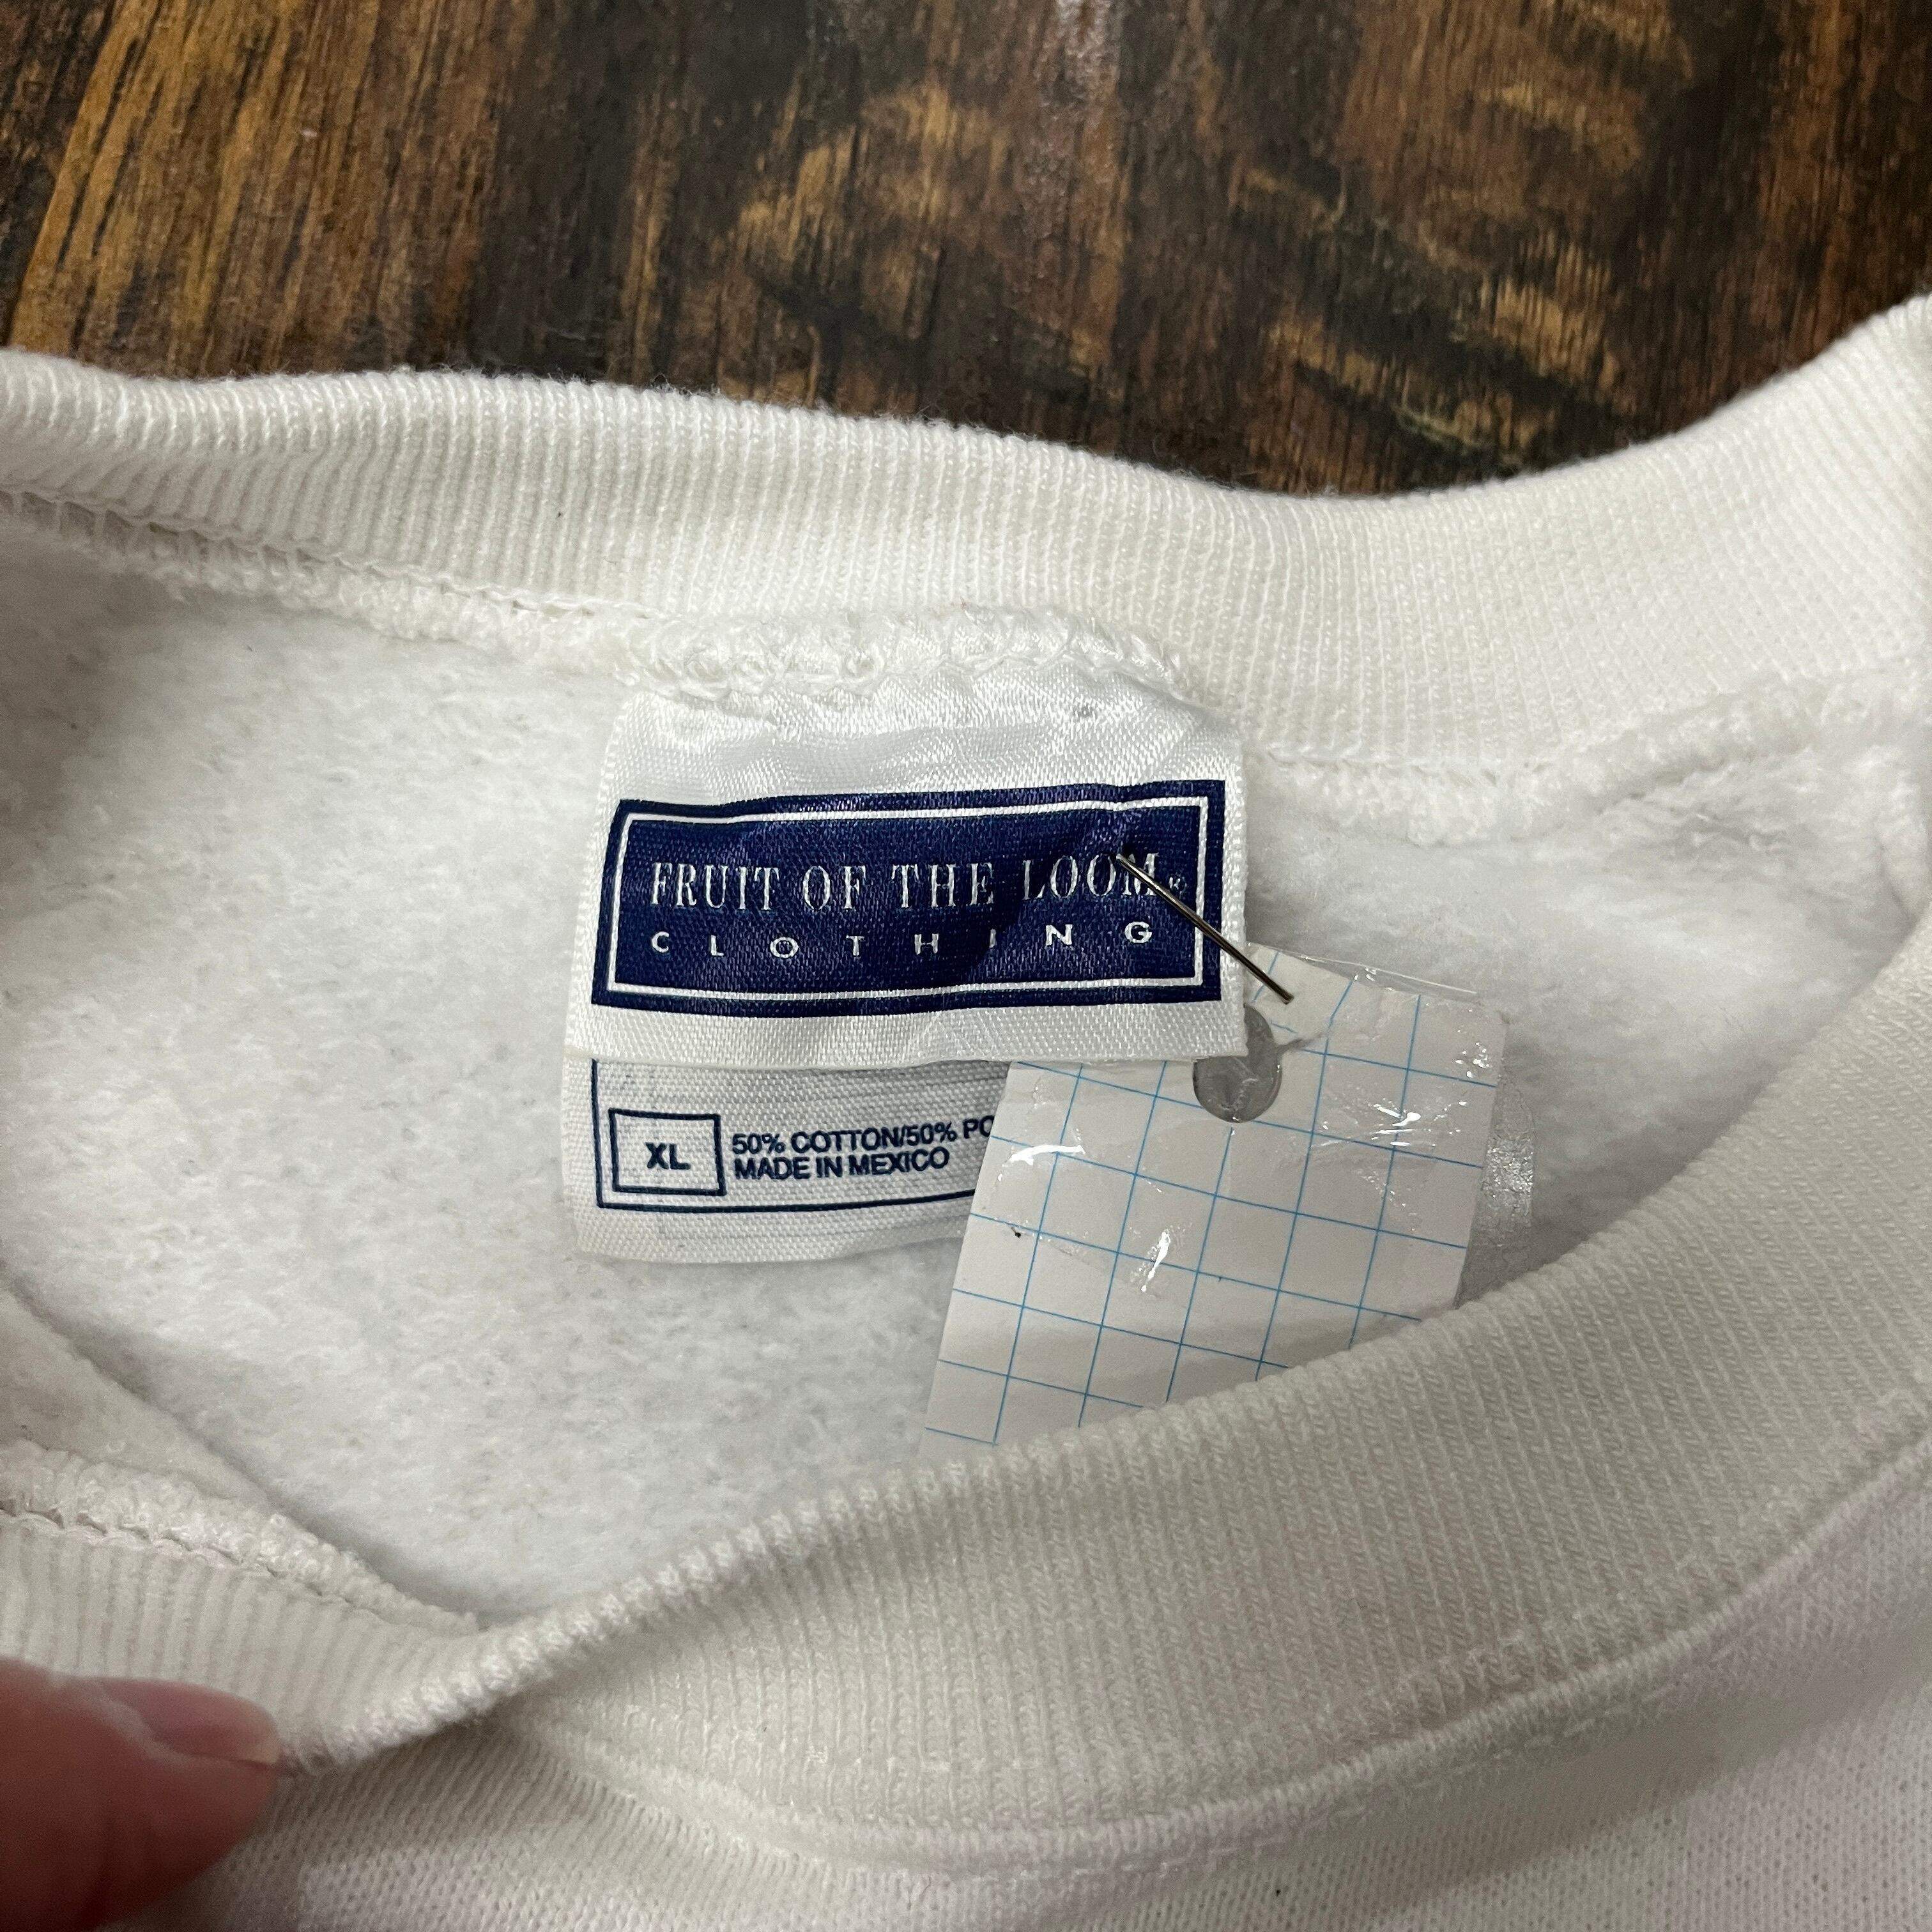 FRUIT OF THE LOOM®
CLOTHING
XL
50% COTTON/50% PO
MADE IN MEXICO